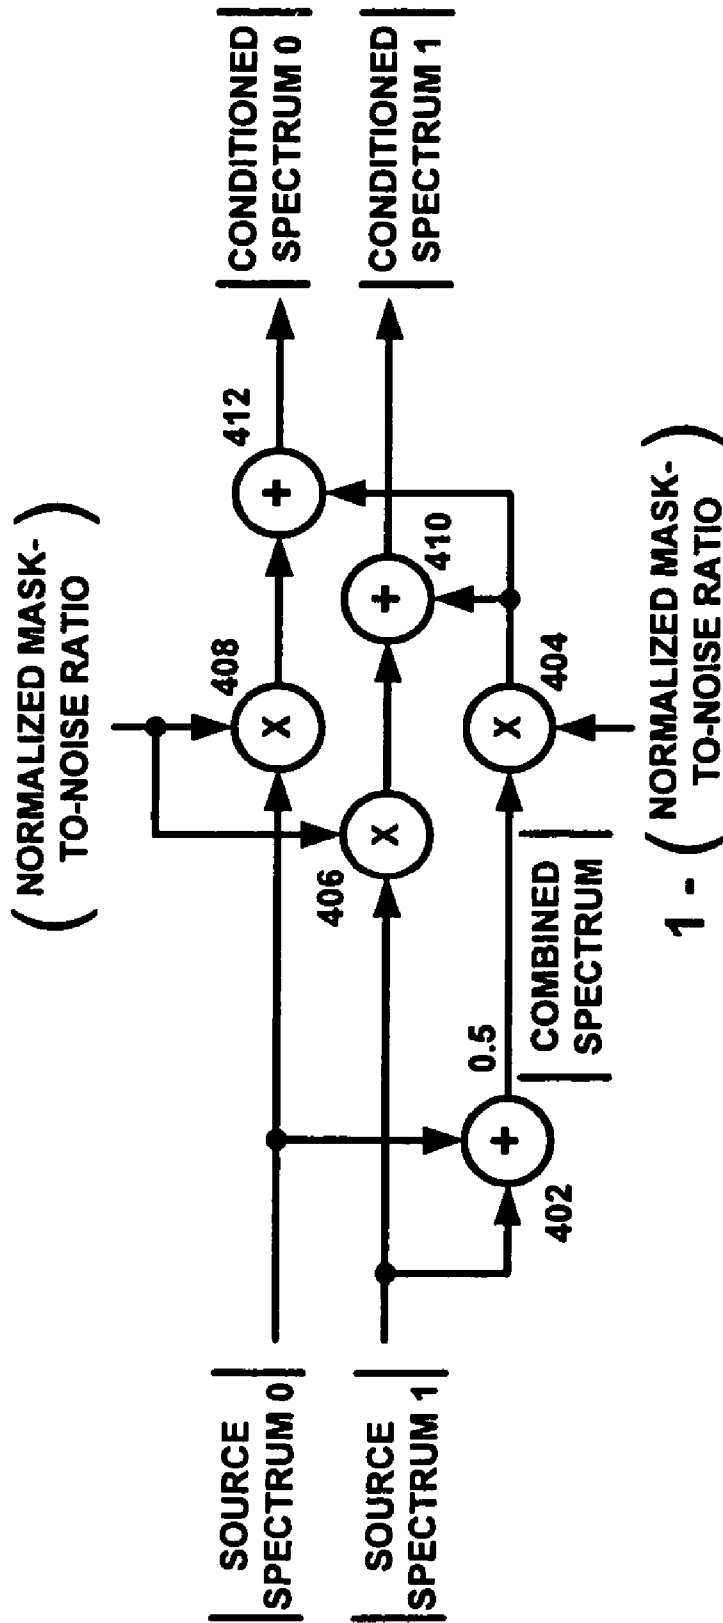 (NORMALIZED MASK-
TO-NOISE RATIO)
|SOURCE
SPECTRUM 0|
|SOURCE
SPECTRUM 1|
402
+
0.5
|COMBINED
SPECTRUM|
406
X
408
X
404
X
410
+
412
+
|CONDITIONED
SPECTRUM 0|
|CONDITIONED
SPECTRUM 1|
1 - (NORMALIZED MASK-
TO-NOISE RATIO)